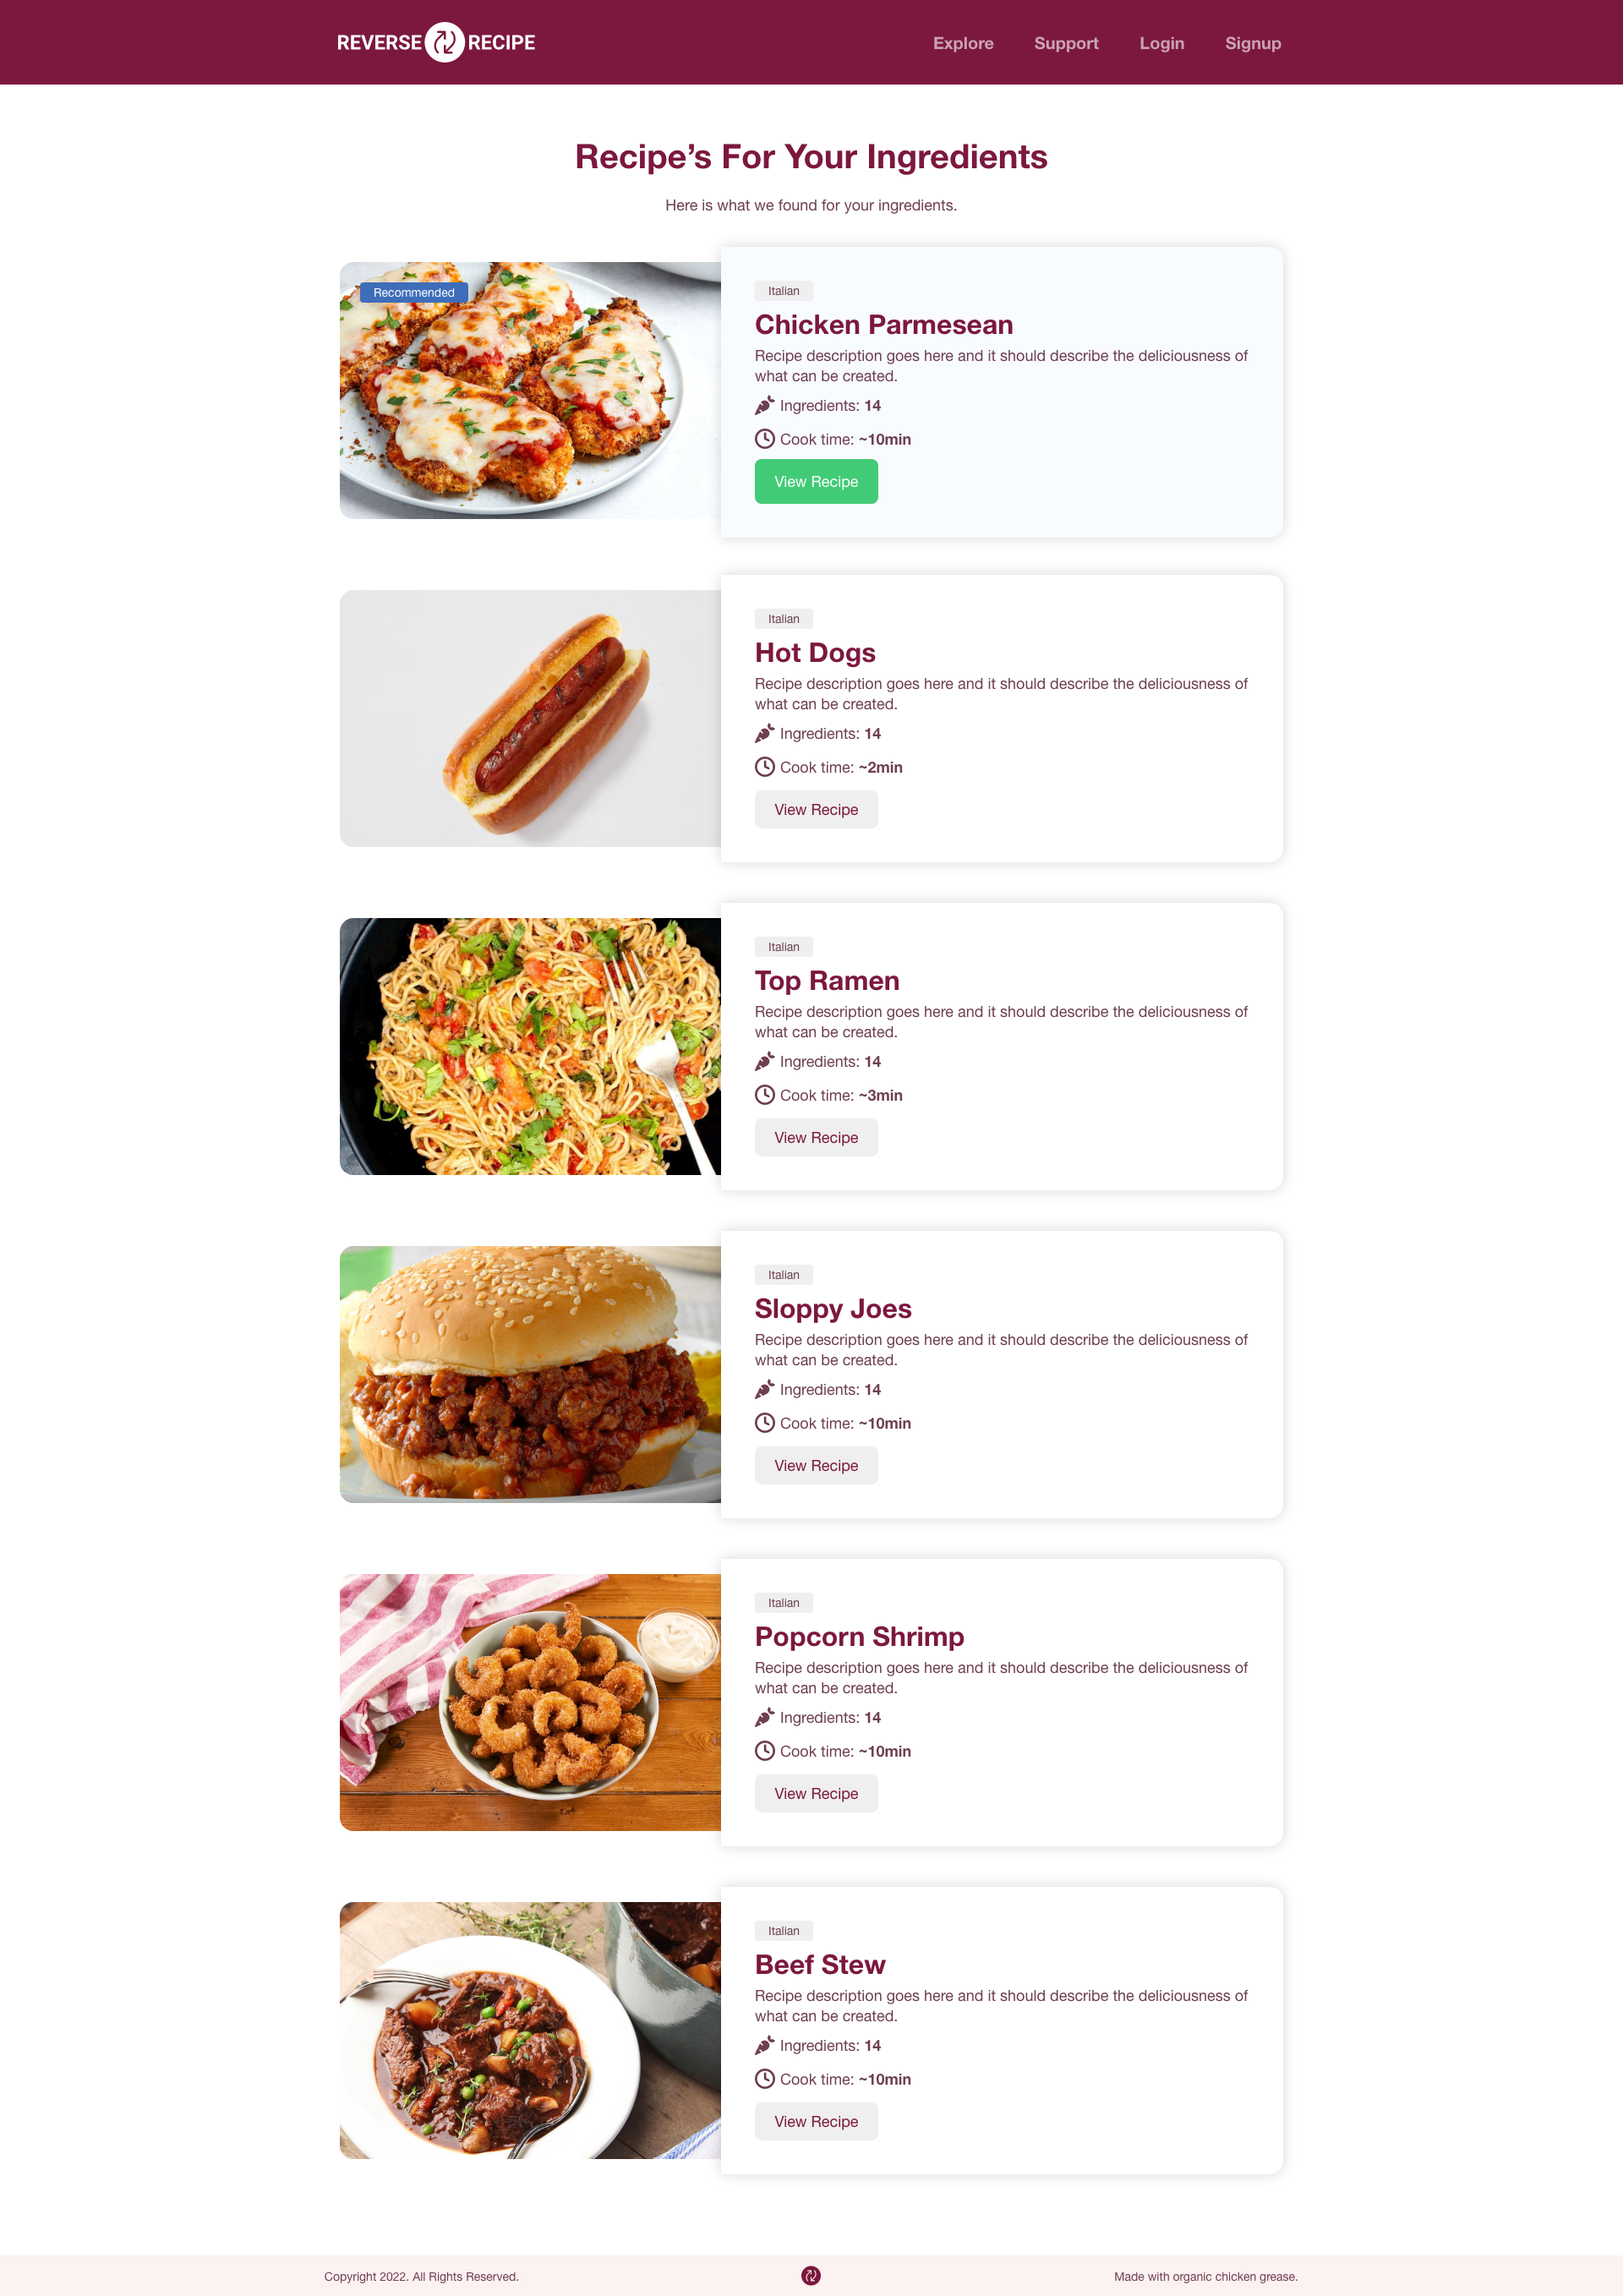 REVERSE RECIPE
Explore Support Login Signup
Recipe’s For Your Ingredients
Here is what we found for your ingredients.
Recommended
Italian
Chicken Parmesean
Recipe description goes here and it should describe the deliciousness of
what can be created.
Ingredients: 14
Cook time: ~10min
View Recipe
Italian
Hot Dogs
Recipe description goes here and it should describe the deliciousness of
what can be created.
Ingredients: 14
Cook time: ~2min
View Recipe
Italian
Top Ramen
Recipe description goes here and it should describe the deliciousness of
what can be created.
Ingredients: 14
Cook time: ~3min
View Recipe
Italian
Sloppy Joes
Recipe description goes here and it should describe the deliciousness of
what can be created.
Ingredients: 14
Cook time: ~10min
View Recipe
Italian
Popcorn Shrimp
Recipe description goes here and it should describe the deliciousness of
what can be created.
Ingredients: 14
Cook time: ~10min
View Recipe
Italian
Beef Stew
Recipe description goes here and it should describe the deliciousness of
what can be created.
Ingredients: 14
Cook time: ~10min
View Recipe
Copyright 2022. All Rights Reserved.
Made with organic chicken grease.